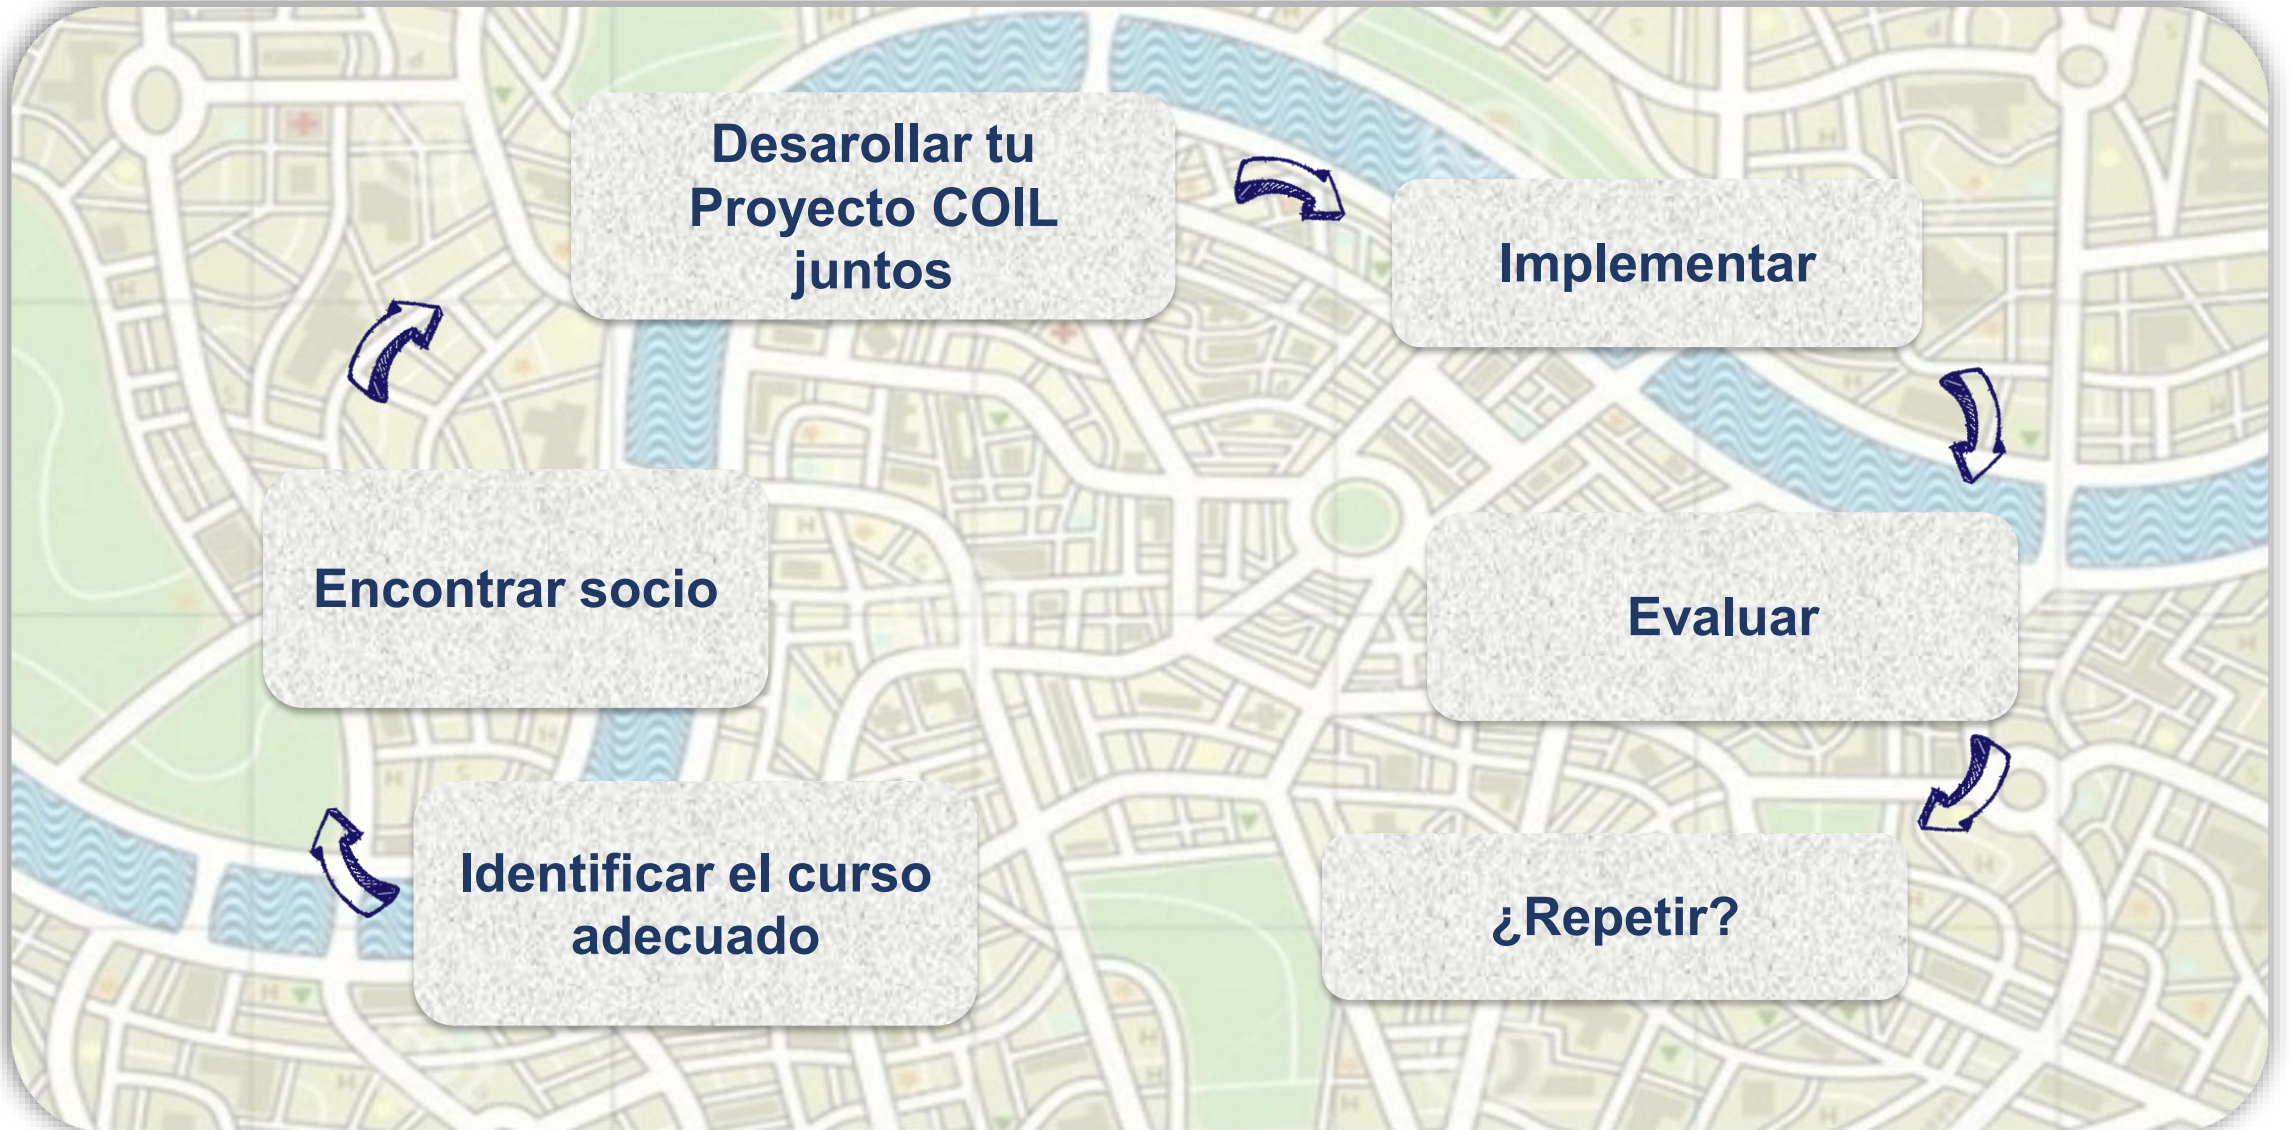 Desarollar tu
Proyecto COIL
juntos
Implementar
Encontrar socio
Evaluar
Identificar el curso
adecuado
¿Repetir?